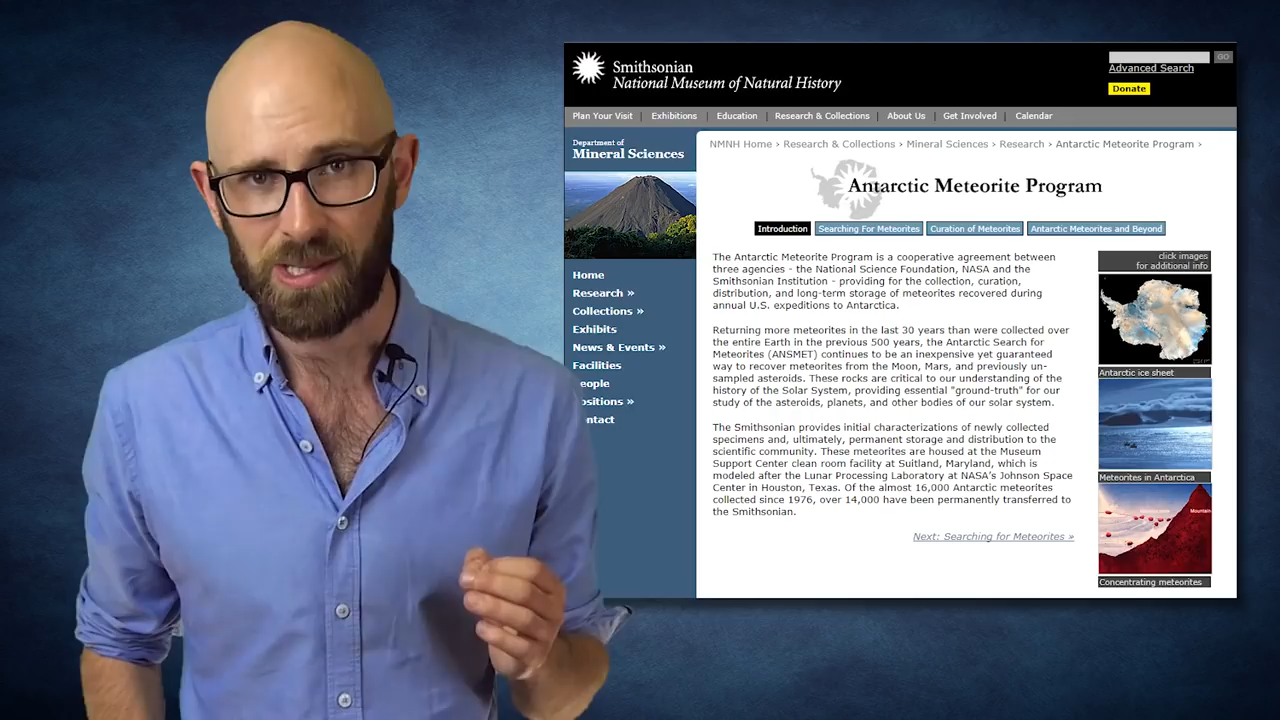 Smithsonian
National Museum of Natural History
GO
Advanced Search
Donate
Plan Your Visit | Exhibitions | Education | Research & Collections | About Us | Get Involved | Calendar
Department of
Mineral Sciences
NMNH Home › Research & Collections › Mineral Sciences › Research › Antarctic Meteorite Program ›
Antarctic Meteorite Program
Introduction
Searching For Meteorites
Curation of Meteorites
Antarctic Meteorites and Beyond
Home
Research »
Collections »
Exhibits
News & Events »
Facilities
People
ositions »
ontact
The Antarctic Meteorite Program is a cooperative agreement between
three agencies - the National Science Foundation, NASA and the
Smithsonian Institution - providing for the collection, curation,
distribution, and long-term storage of meteorites recovered during
annual U.S. expeditions to Antarctica.
Returning more meteorites in the last 30 years than were collected over
the entire Earth in the previous 500 years, the Antarctic Search for
Meteorites (ANSMET) continues to be an inexpensive yet guaranteed
way to recover meteorites from the Moon, Mars, and previously un-
sampled asteroids. These rocks are critical to our understanding of the
history of the Solar System, providing essential "ground-truth" for our
study of the asteroids, planets, and other bodies of our solar system.
The Smithsonian provides initial characterizations of newly collected
specimens and, ultimately, permanent storage and distribution to the
scientific community. These meteorites are housed at the Museum
Support Center clean room facility at Suitland, Maryland, which is
modeled after the Lunar Processing Laboratory at NASA's Johnson Space
Center in Houston, Texas. Of the almost 16,000 Antarctic meteorites
collected since 1976, over 14,000 have been permanently transferred to
the Smithsonian.
Next: Searching for Meteorites »
click images
for additional info
Antarctic ice sheet
Meteorites in Antarctica
Mountain
Concentrating meteorites